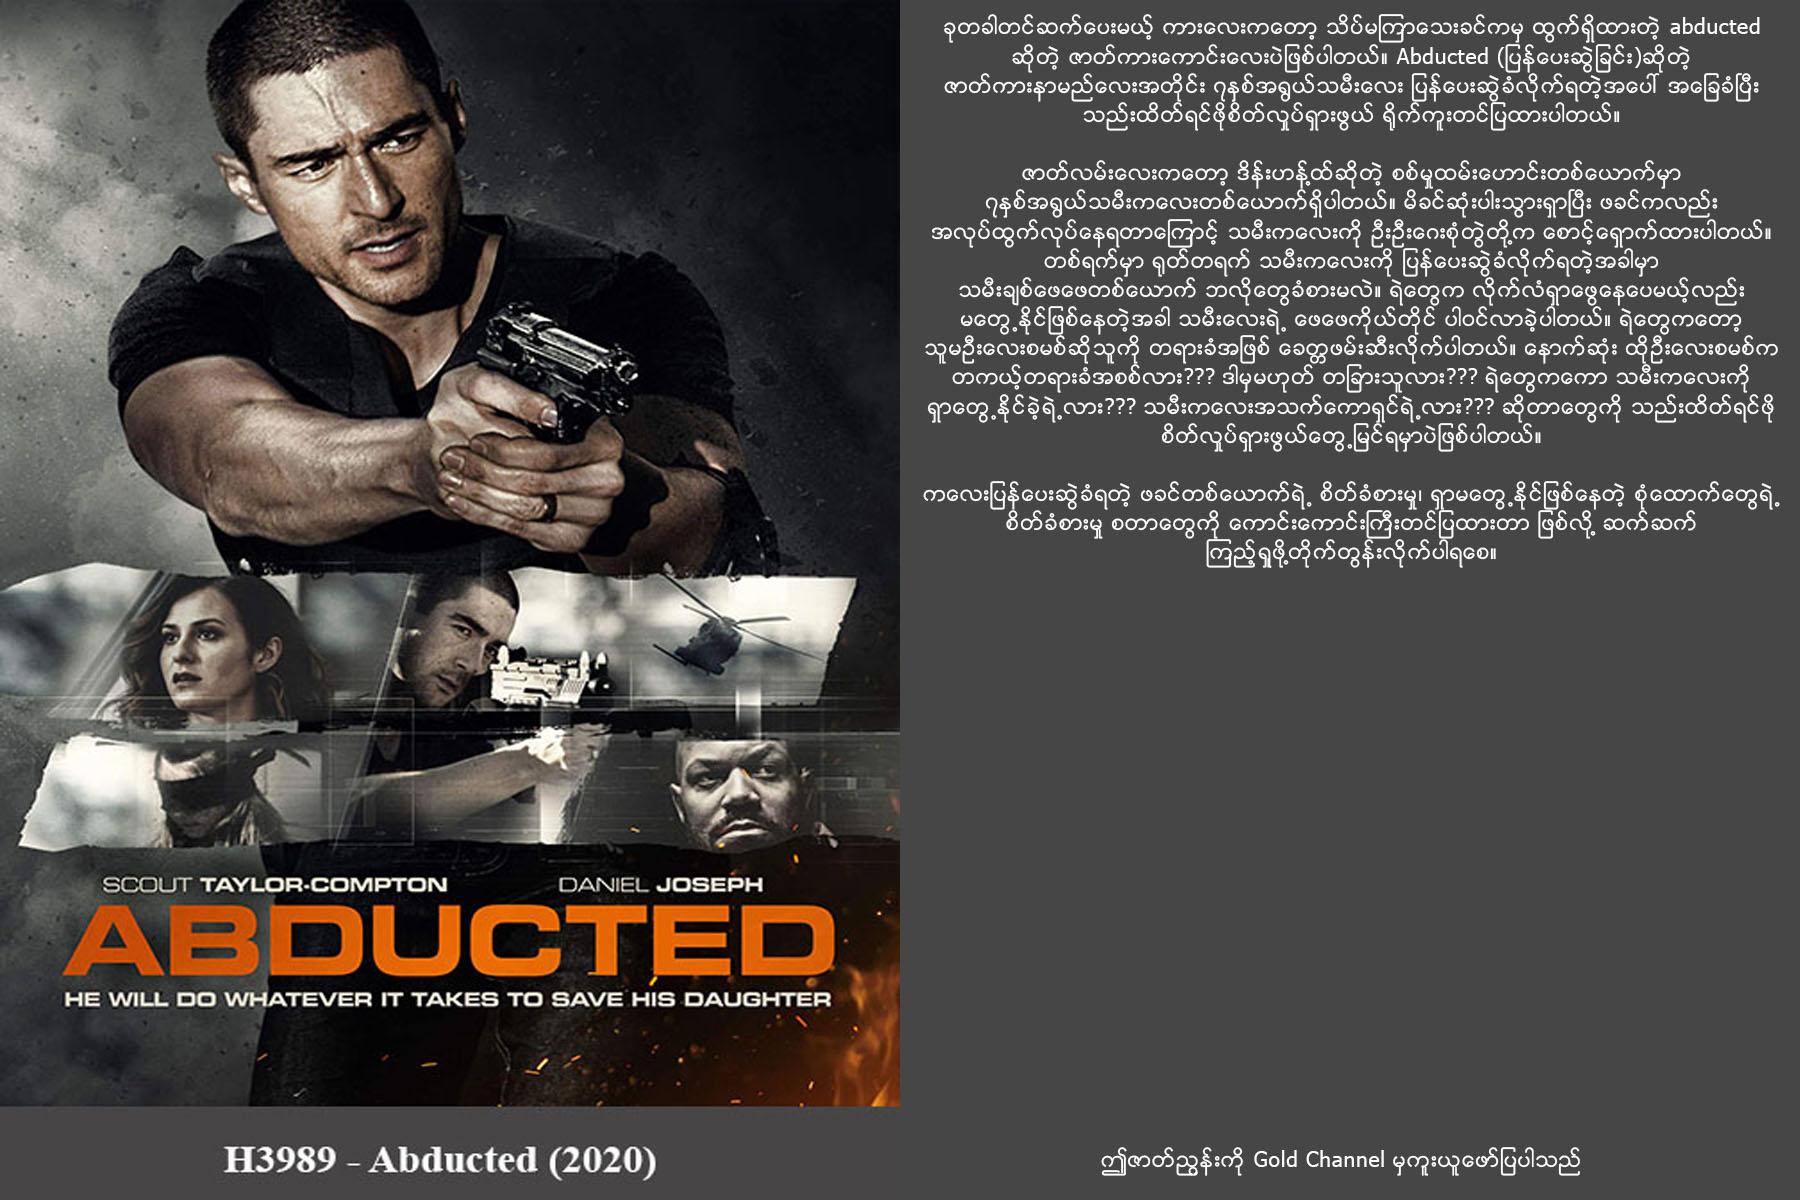 SCOUT TAYLOR-COMPTON DANIEL JOSEPH
ABDUCTED
HE WILL DO WHATEVER IT TAKES TO SAVE HIS DAUGHTER
H3989 - Abducted (2020)
ခုတခါတင်ဆက်ပေးမယ့် ကားလေးကတော့ သိပ်မကြာသေးခင်ကမှ ထွက်ရှိထားတဲ့ abducted
ဆိုတဲ့ ဇာတ်ကားကောင်းလေးပဲဖြစ်ပါတယ်။ Abducted (ပြန်ပေးဆွဲခြင်း)ဆိုတဲ့
ဇာတ်ကားနာမည်လေးအတိုင်း ၇နှစ်အရွယ်သမီးလေး ပြန်ပေးဆွဲခံလိုက်ရတဲ့အပေါ် အခြေခံပြီး
သည်းထိတ်ရင်ဖိုစိတ်လှုပ်ရှားဖွယ် ရိုက်ကူးတင်ပြထားပါတယ်။
ဇာတ်လမ်းလေးကတော့ ဒိန်းဟန့်ထ်ဆိုတဲ့ စစ်မှုထမ်းဟောင်းတစ်ယောက်မှာ
၇နှစ်အရွယ်သမီးကလေးတစ်ယောက်ရှိပါတယ်။ မိခင်ဆုံးပါးသွားရှာပြီး ဖခင်ကလည်း
အလုပ်ထွက်လုပ်နေရတာကြောင့် သမီးကလေးကို ဦးဦးဂေးစုံတွဲတို့က စောင့်ရှောက်ထားပါတယ်။
တစ်ရက်မှာ ရုတ်တရက် သမီးကလေးကို ပြန်ပေးဆွဲခံလိုက်ရတဲ့အခါမှာ
သမီးချစ်ဖေဖေတစ်ယောက် ဘလိုတွေခံစားမလဲ။ ရဲတွေက လိုက်လံရှာဖွေနေပေမယ့်လည်း
မတွေ့နိုင်ဖြစ်နေတဲ့အခါ သမီးလေးရဲ့ ဖေဖေကိုယ်တိုင် ပါဝင်လာခဲ့ပါတယ်။ ရဲတွေကတော့
သူမဦးလေးစမစ်ဆိုသူကို တရားခံအဖြစ် ခေတ္တဖမ်းဆီးလိုက်ပါတယ်။ နောက်ဆုံး ထိုဦးလေးစမစ်က
တကယ့်တရားခံအစစ်လား??? ဒါမှမဟုတ် တခြားသူလား??? ရဲတွေကကော သမီးကလေးကို
ရှာတွေ့နိုင်ခဲ့ရဲ့လား??? သမီးကလေးအသက်ကောရှင်ရဲ့လား??? ဆိုတာတွေကို သည်းထိတ်ရင်ဖို
စိတ်လှုပ်ရှားဖွယ်တွေ့မြင်ရမှာပဲဖြစ်ပါတယ်။
ကလေးပြန်ပေးဆွဲခံရတဲ့ ဖခင်တစ်ယောက်ရဲ့ စိတ်ခံစားမှု၊ ရှာမတွေ့နိုင်ဖြစ်နေတဲ့ စုံထောက်တွေရဲ့
စိတ်ခံစားမှု စတာတွေကို ကောင်းကောင်းကြီးတင်ပြထားတာ ဖြစ်လို့ ဆက်ဆက်
ကြည့်ရှုဖို့တိုက်တွန်းလိုက်ပါရစေ။
ဤဇာတ်ညွှန်းကို Gold Channel မှကူးယူဖော်ပြပါသည်